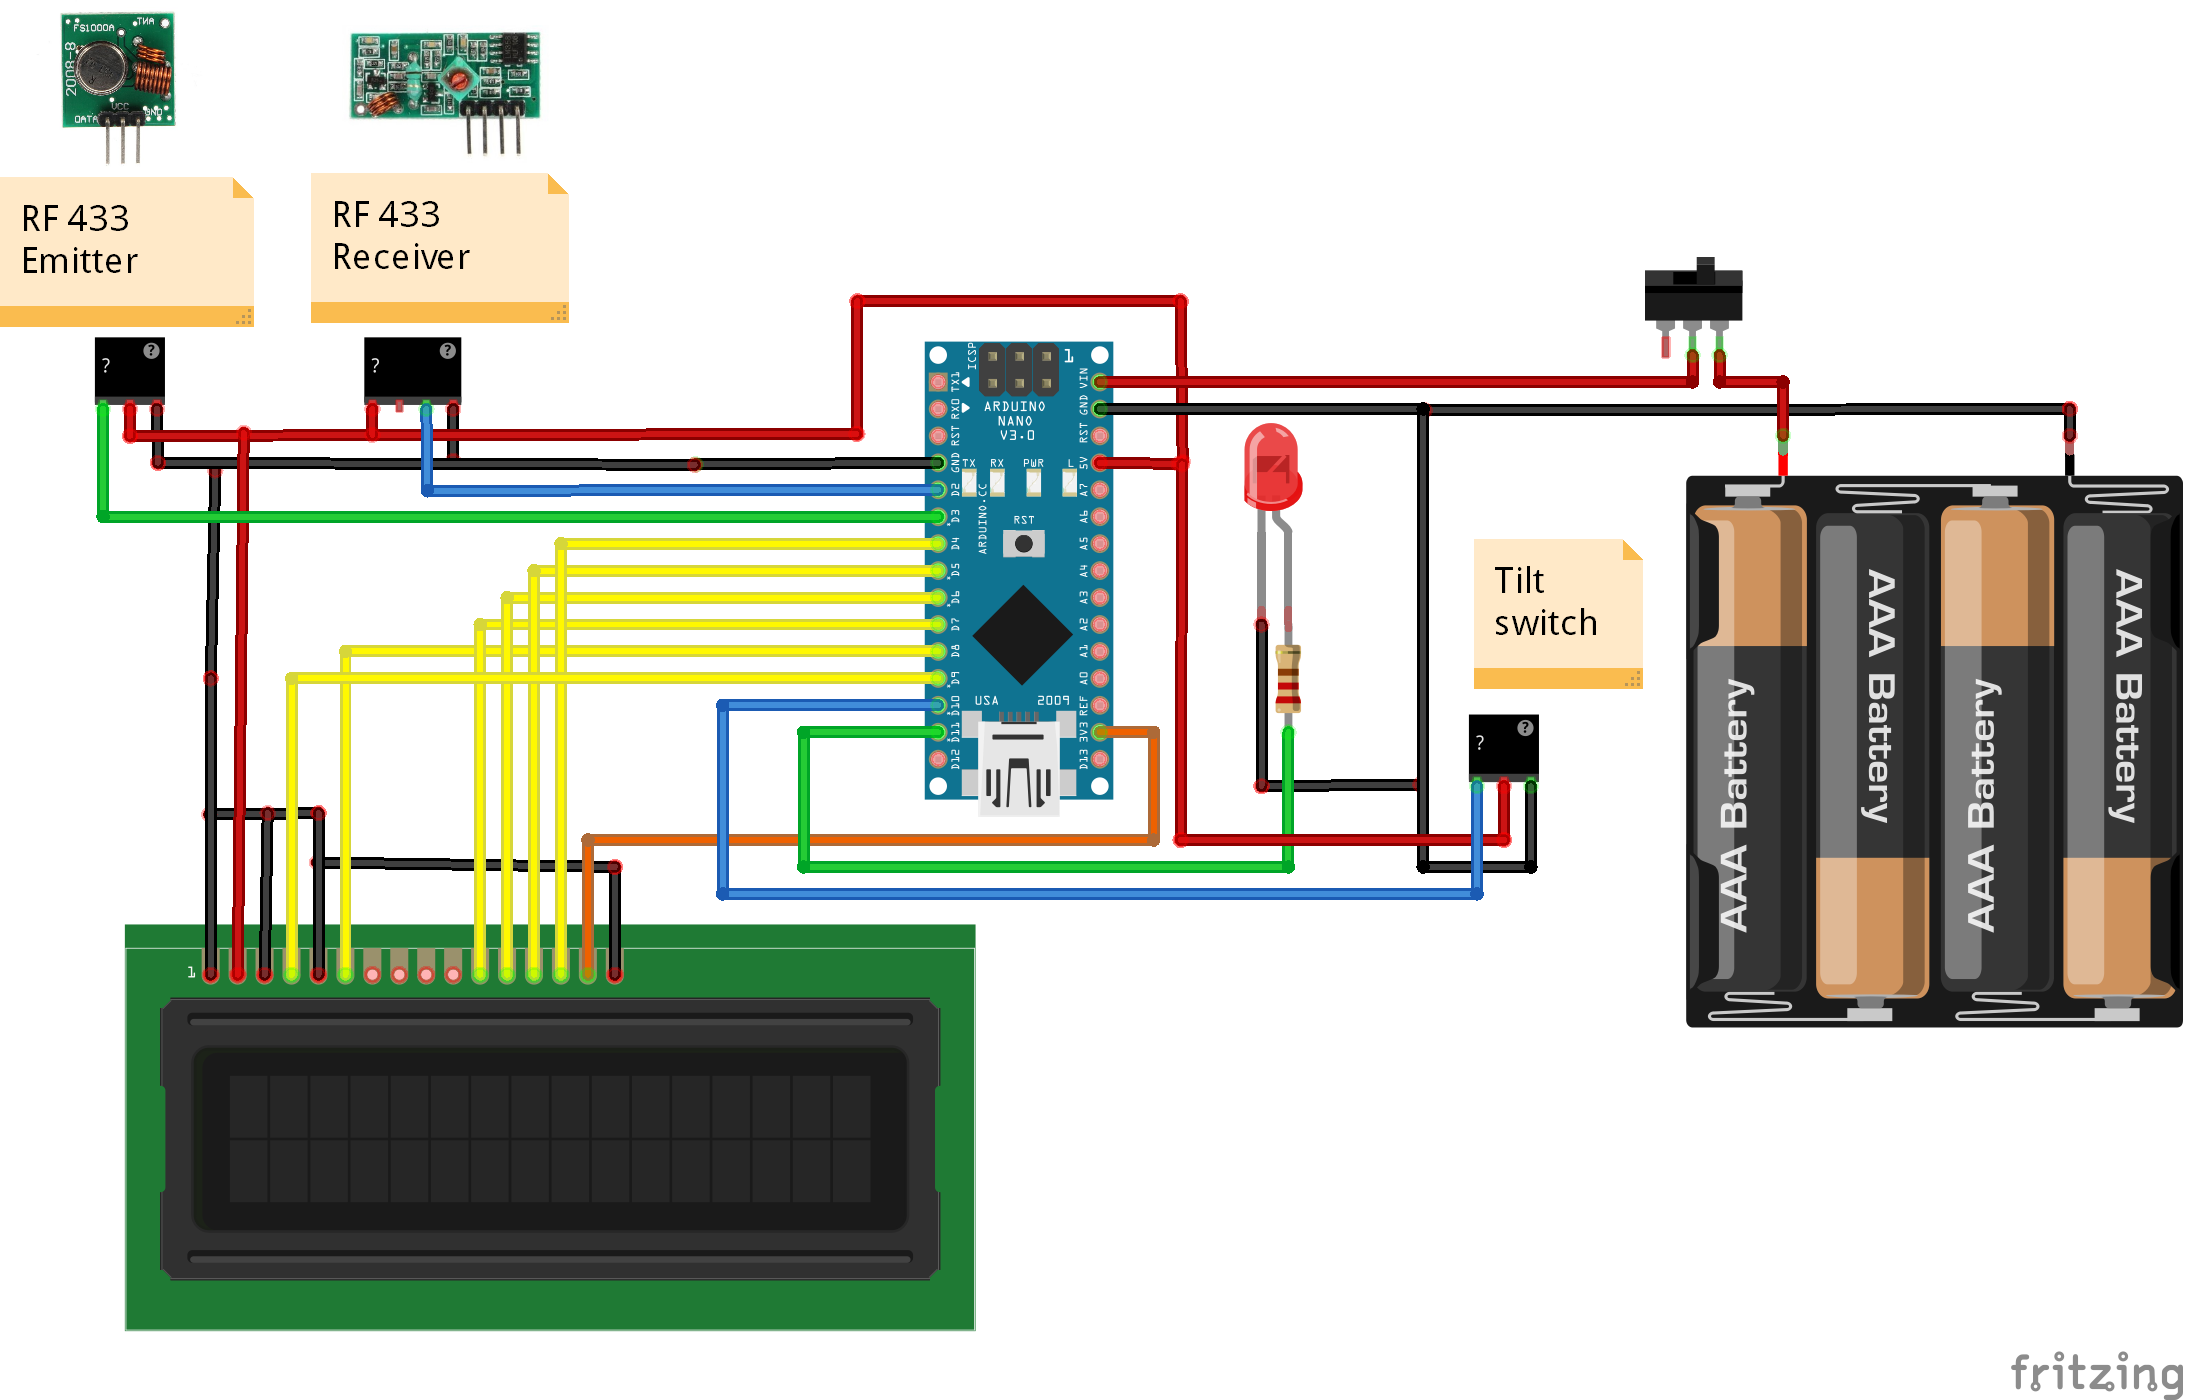 FS1000A
ANT
2008-8
VCC
DATA
GND
RF 433
Emitter
RF 433
Receiver
?
?
?
?
ICSP
1
TX1
RX0
RST
GND
D2
D3
D4
D5
D6
D7
D8
D9
D10
D11
D12
VIN
GND
RST
5V
A7
A6
A5
A4
A3
A2
A1
A0
REF
3V3
D13
ARDUINO
NANO
V3.0
TX
RX
PWR
L
ARDUINO.CC
RST
USA
2009
Tilt
switch
?
?
AAA Battery
AAA Battery
AAA Battery
AAA Battery
1
fritzing